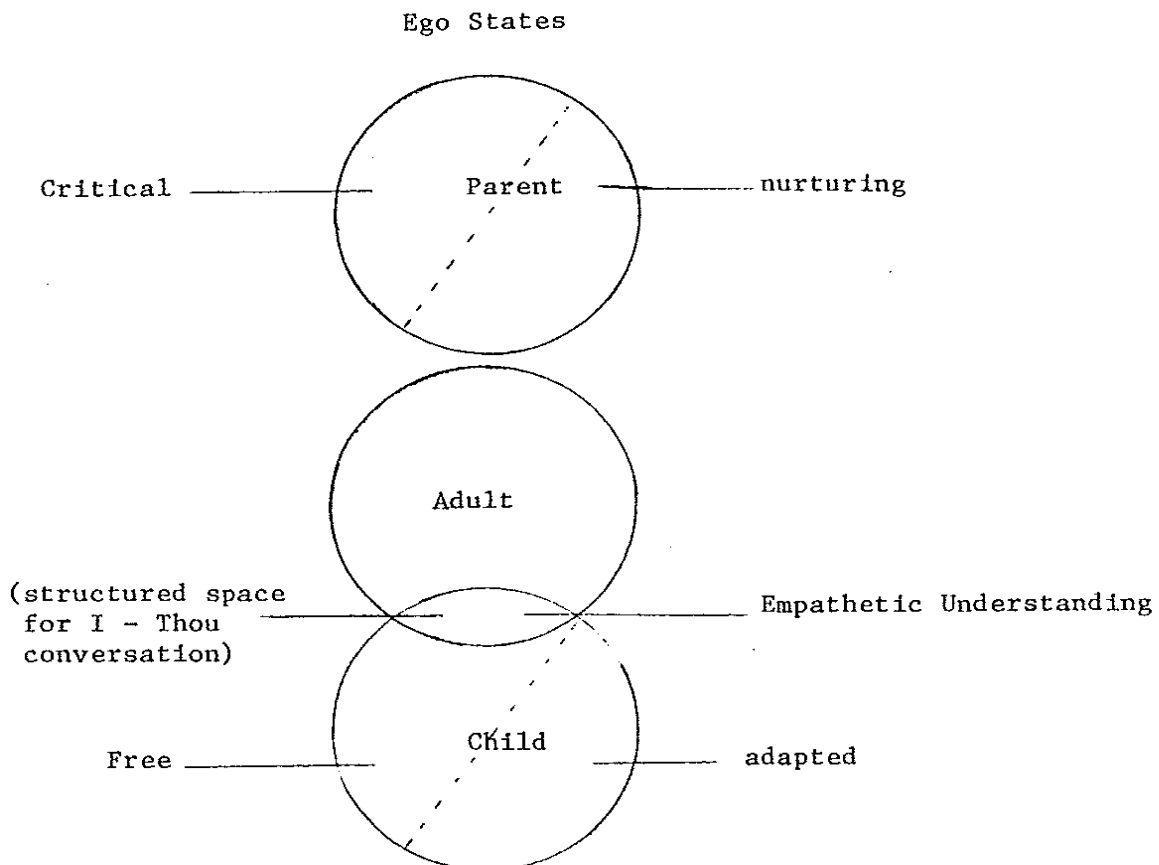 Ego States
Critical
Parent
nurturing
Adult
(structured space
for I - Thou
conversation)
Empathetic Understanding
Free
Child
adapted